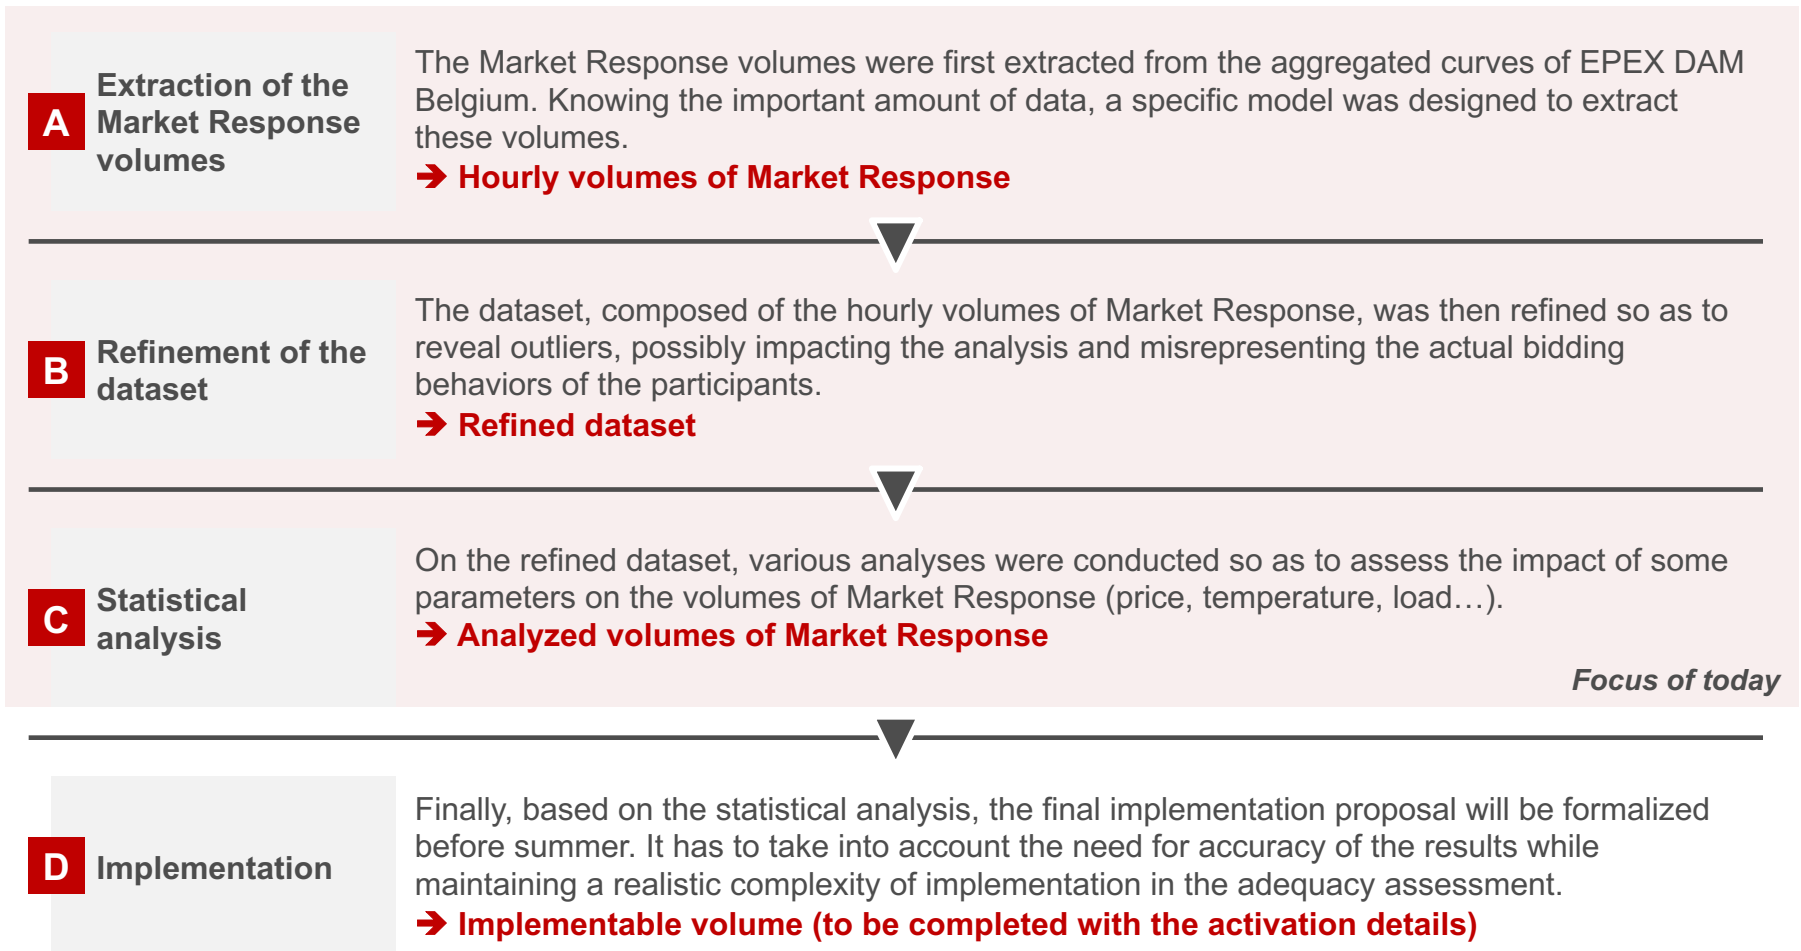 A
Extraction of the
Market Response
volumes
The Market Response volumes were first extracted from the aggregated curves of EPEX DAM
Belgium. Knowing the important amount of data, a specific model was designed to extract
these volumes.
➔ Hourly volumes of Market Response
B
Refinement of the
dataset
The dataset, composed of the hourly volumes of Market Response, was then refined so as to
reveal outliers, possibly impacting the analysis and misrepresenting the actual bidding
behaviors of the participants.
➔ Refined dataset
C
Statistical
analysis
On the refined dataset, various analyses were conducted so as to assess the impact of some
parameters on the volumes of Market Response (price, temperature, load…).
➔ Analyzed volumes of Market Response
Focus of today
D
Implementation
Finally, based on the statistical analysis, the final implementation proposal will be formalized
before summer. It has to take into account the need for accuracy of the results while
maintaining a realistic complexity of implementation in the adequacy assessment.
➔ Implementable volume (to be completed with the activation details)